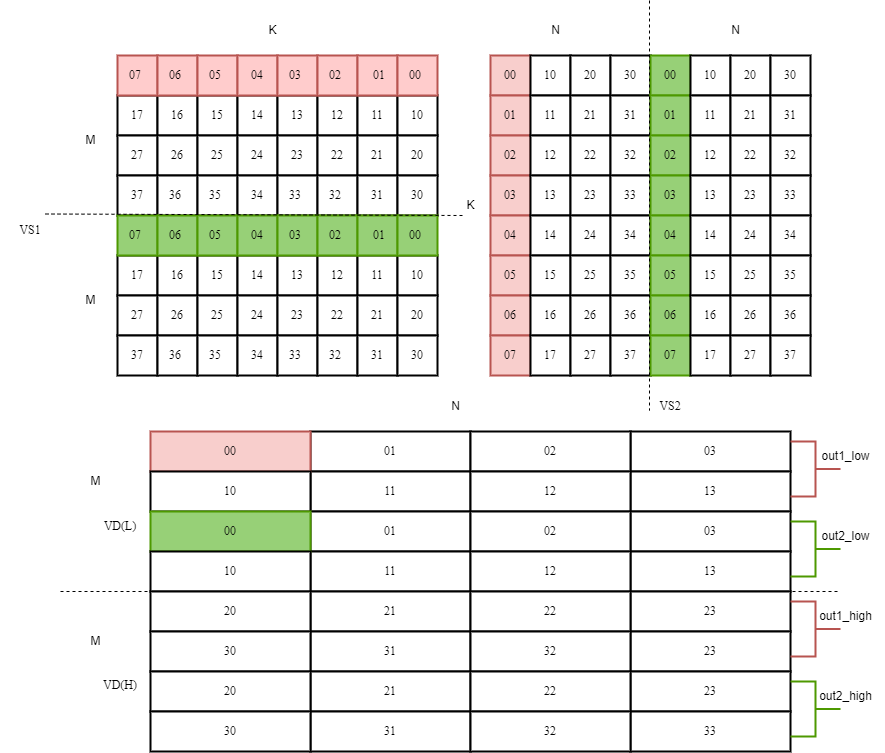 K
N N
07 06 05 04 03 02 01 00
17 16 15 14 13 12 11 10
27 26 25 24 23 22 21 20
37 36 35 34 33 32 31 30
07 06 05 04 03 02 01 00
17 16 15 14 13 12 11 10
27 26 25 24 23 22 21 20
37 36 35 34 33 32 31 30
M
VS1
M
K
00 10 20 30 00 10 20 30
01 11 21 31 01 11 21 31
02 12 22 32 02 12 22 32
03 13 23 33 03 13 23 33
04 14 24 34 04 14 24 34
05 15 25 35 05 15 25 35
06 16 26 36 06 16 26 36
07 17 27 37 07 17 27 37
VS2
N
00 01 02 03
10 11 12 13
00 01 02 03
10 11 12 13
20 21 22 23
30 31 32 23
20 21 22 23
30 31 32 33
M
VD(L)
M
VD(H)
out1_low
out2_low
out1_high
out2_high